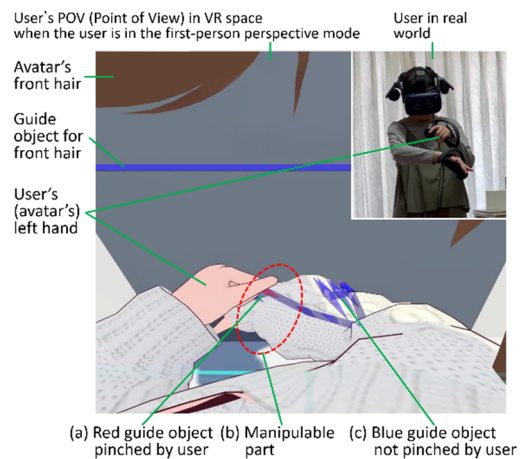 User's POV (Point of View) in VR space
when the user is in the first-person perspective mode
User in real
world
Avatar's
front hair
Guide
object for
front hair
User's
(avatar's)
left hand
(a) Red guide object
pinched by user
(b) Manipulable
part
(c) Blue guide object
not pinched by user